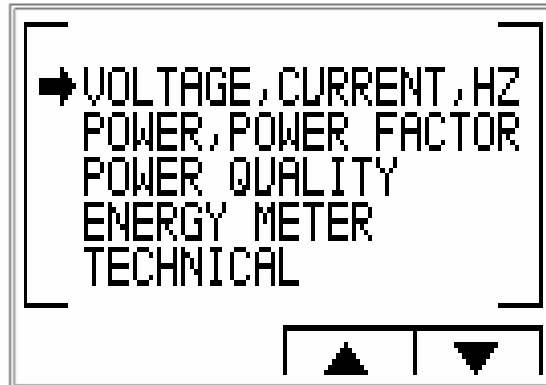 VOLTAGE,CURRENT,HZ
POWER,POWER FACTOR
POWER QUALITY
ENERGY METER
TECHNICAL